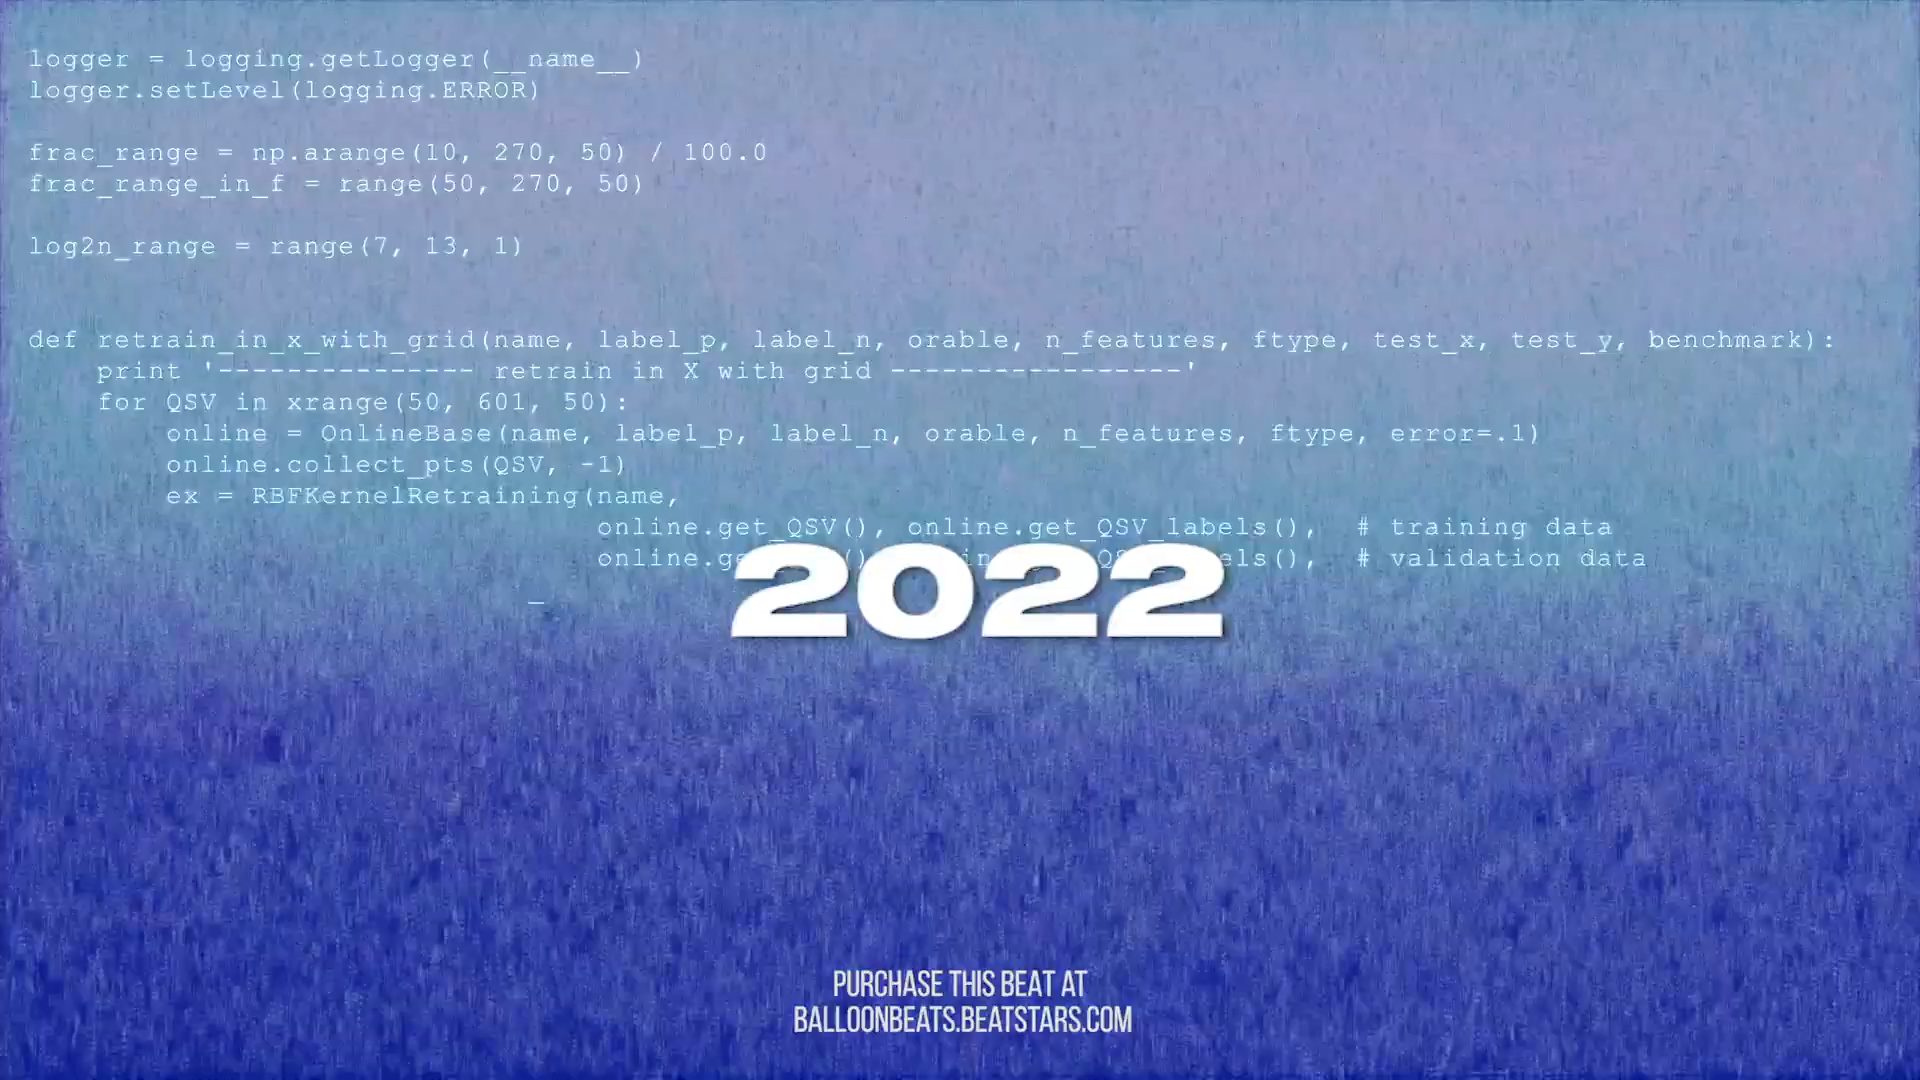 logger = logging.getLogger(__name__)
logger.setLevel(logging.ERROR)
frac_range = np.arange(10, 270, 50) / 100.0
frac_range_in_f = range(50, 270, 50)
log2n_range = range(7, 13, 1)
def retrain_in_x_with_grid(name, label_p, label_n, orable, n_features, ftype, test_x, test_y, benchmark):
    print '--------------- retrain in X with grid -----------------'
    for QSV in xrange(50, 601, 50):
        online = OnlineBase(name, label_p, label_n, orable, n_features, ftype, error=.1)
        online.collect_pts(QSV, -1)
        ex = RBFKernelRetraining(name,
                                 online.get_QSV(), online.get_QSV_labels(),  # training data
                                 # validation data
_
2022
PURCHASE THIS BEAT AT
BALLOONBEATS.BEATSTARS.COM